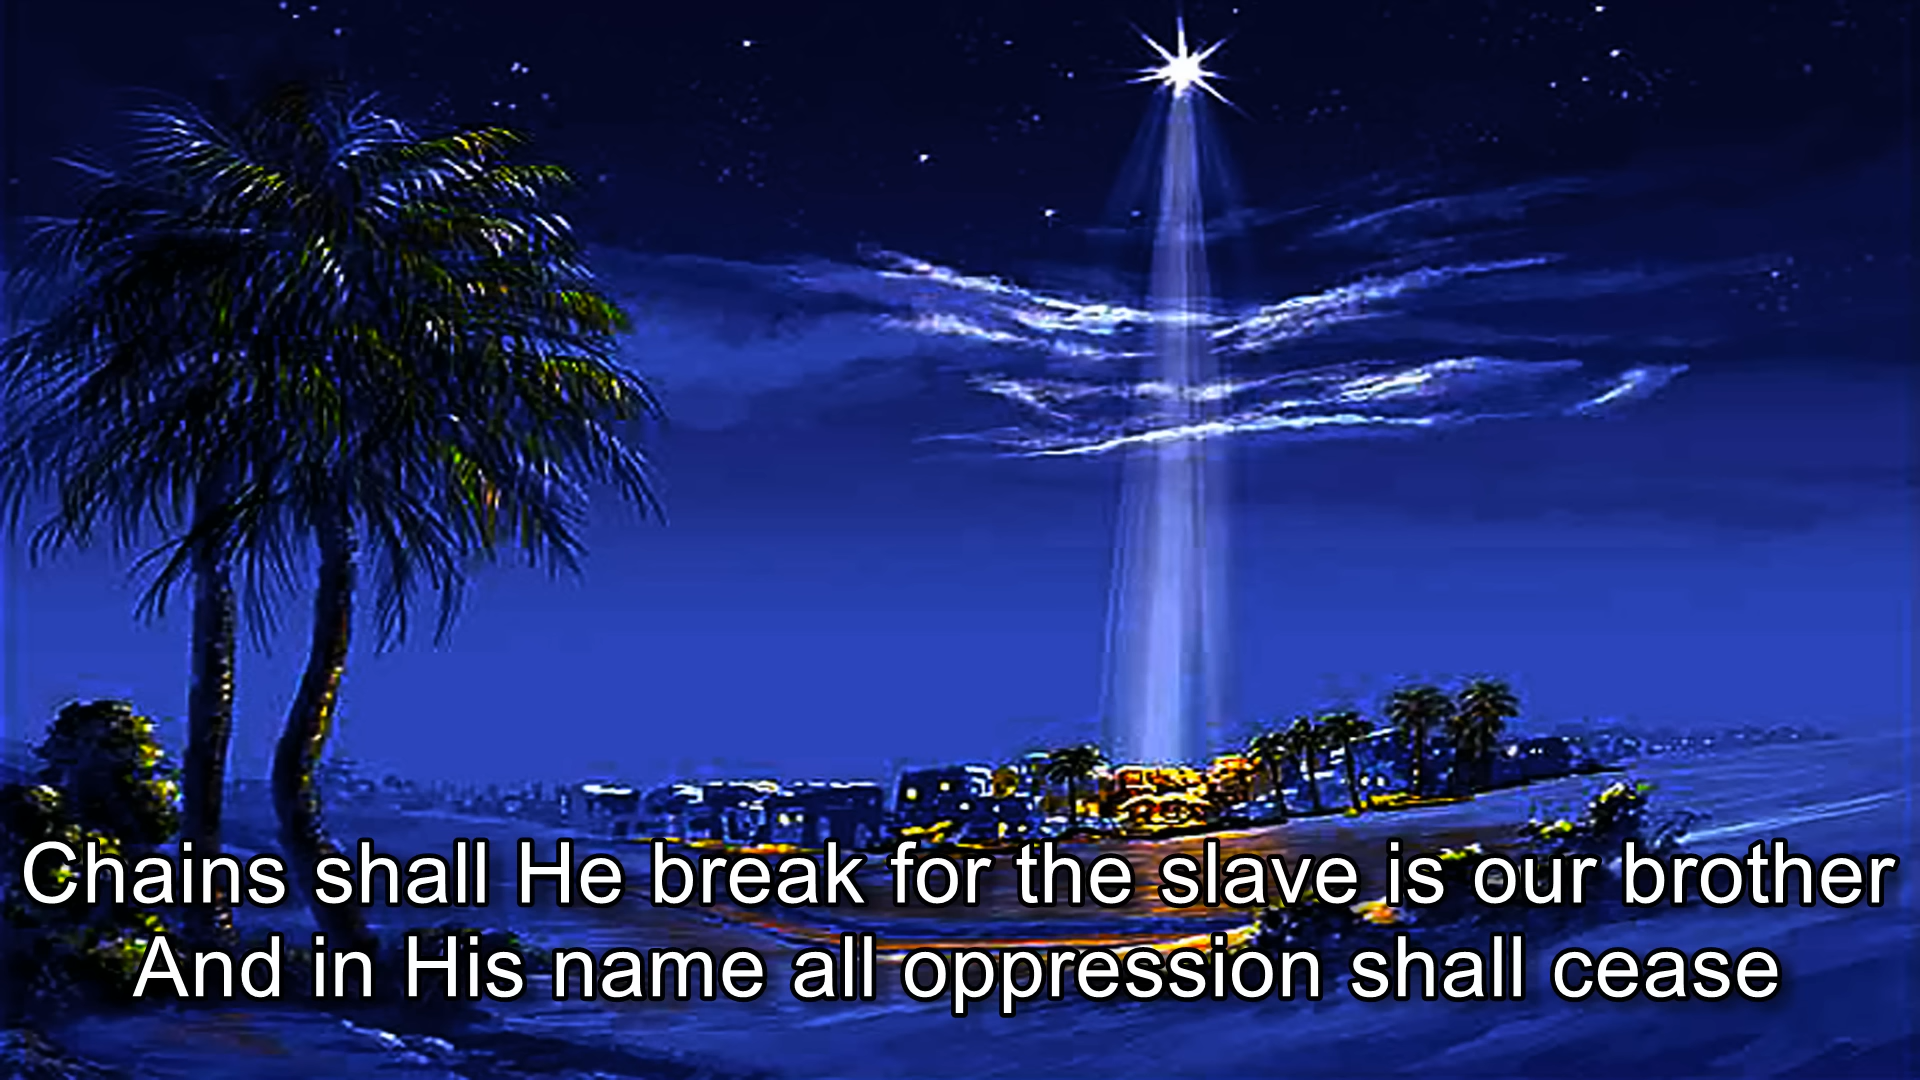 Chains shall He break for the slave is our brother
And in His name all oppression shall cease